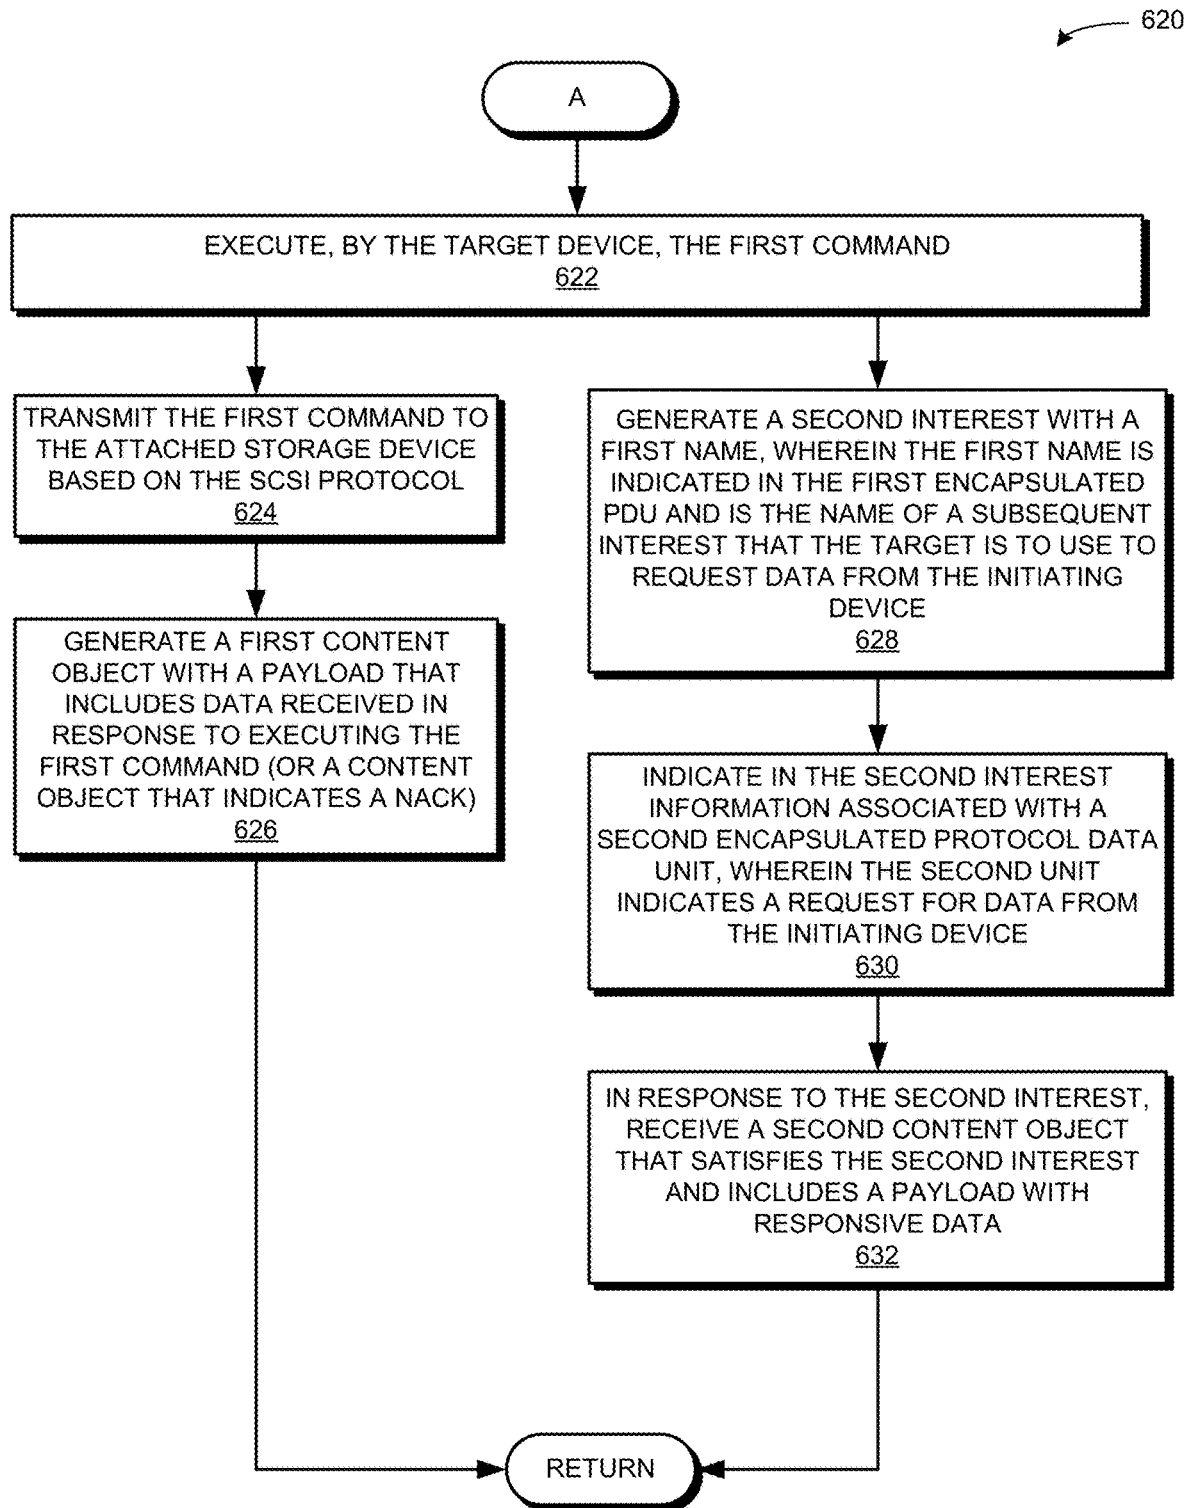 620
A
EXECUTE, BY THE TARGET DEVICE, THE FIRST COMMAND
622
TRANSMIT THE FIRST COMMAND TO
THE ATTACHED STORAGE DEVICE
BASED ON THE SCSI PROTOCOL
624
GENERATE A FIRST CONTENT
OBJECT WITH A PAYLOAD THAT
INCLUDES DATA RECEIVED IN
RESPONSE TO EXECUTING THE
FIRST COMMAND (OR A CONTENT
OBJECT THAT INDICATES A NACK)
626
GENERATE A SECOND INTEREST WITH A
FIRST NAME, WHEREIN THE FIRST NAME IS
INDICATED IN THE FIRST ENCAPSULATED
PDU AND IS THE NAME OF A SUBSEQUENT
INTEREST THAT THE TARGET IS TO USE TO
REQUEST DATA FROM THE INITIATING
DEVICE
628
INDICATE IN THE SECOND INTEREST
INFORMATION ASSOCIATED WITH A
SECOND ENCAPSULATED PROTOCOL DATA
UNIT, WHEREIN THE SECOND UNIT
INDICATES A REQUEST FOR DATA FROM
THE INITIATING DEVICE
630
IN RESPONSE TO THE SECOND INTEREST,
RECEIVE A SECOND CONTENT OBJECT
THAT SATISFIES THE SECOND INTEREST
AND INCLUDES A PAYLOAD WITH
RESPONSIVE DATA
632
RETURN